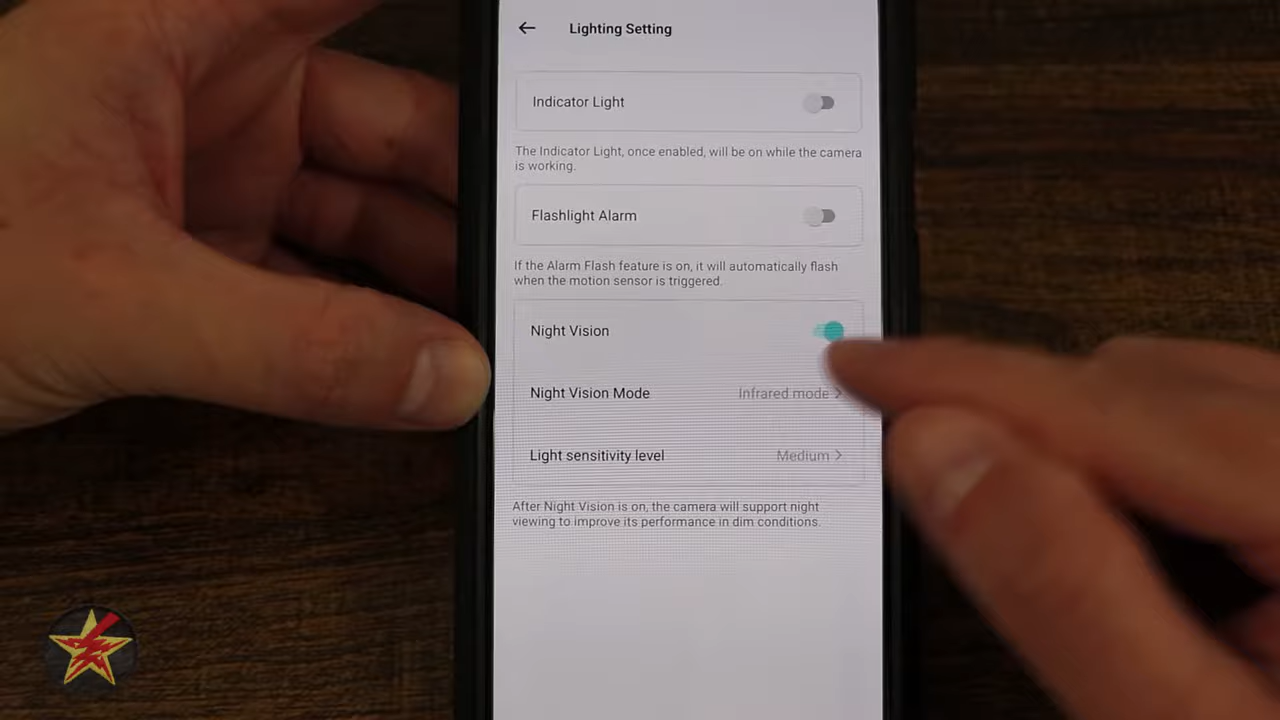 Lighting Setting
Indicator Light
The Indicator Light, once enabled, will be on while the camera
is working.
Flashlight Alarm
If the Alarm Flash feature is on, it will automatically flash
when the motion sensor is triggered.
Night Vision
Night Vision Mode Infrared mode
Light sensitivity level Medium
After Night Vision is on, the camera will support night
viewing to improve its performance in dim conditions.